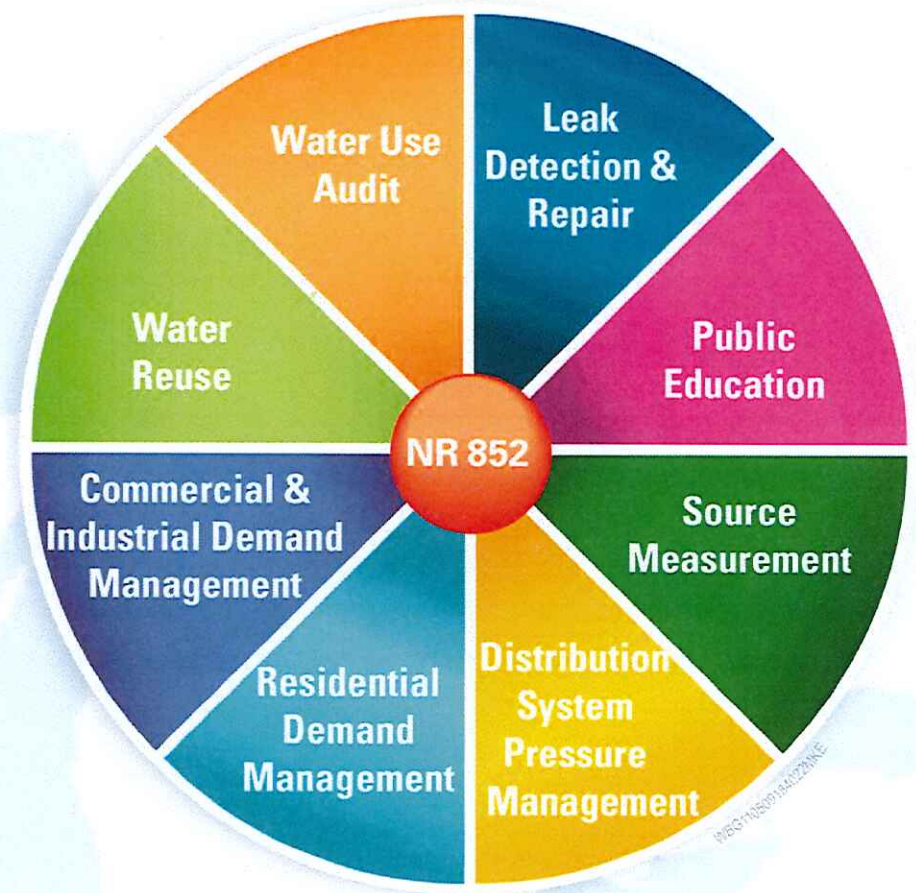 Leak
Detection &
Repair
Public
Education
Source
Measurement
Distribution
System
Pressure
Management
Residential
Demand
Management
Commercial &
Industrial Demand
Management
Water
Reuse
Water Use
Audit
NR 852